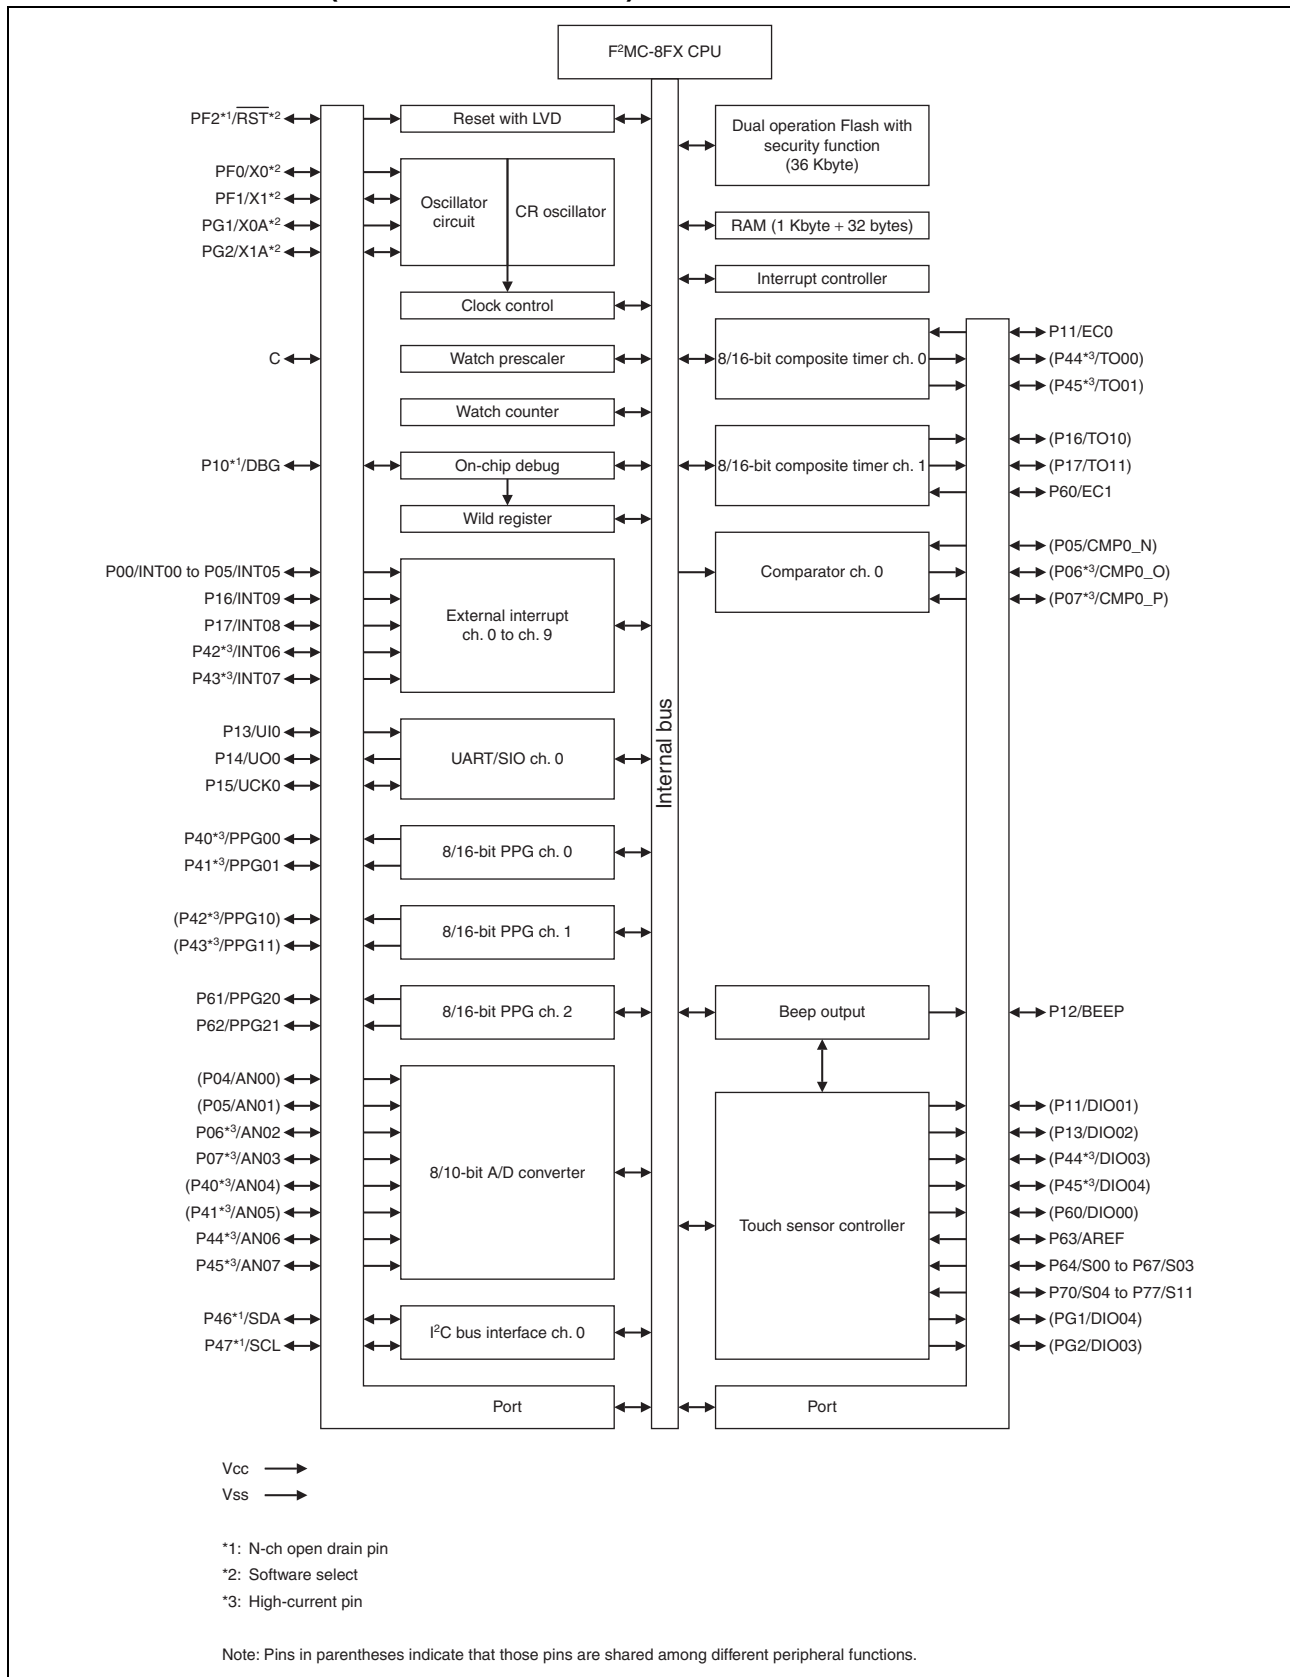 F²MC-8FX CPU
PF2*1/RST*2
Reset with LVD
Dual operation Flash with
security function
(36 Kbyte)
PF0/X0*2
PF1/X1*2
PG1/X0A*2
PG2/X1A*2
Oscillator
circuit
CR oscillator
RAM (1 Kbyte + 32 bytes)
Interrupt controller
Clock control
C
Watch prescaler
Watch counter
8/16-bit composite timer ch. 0
P11/EC0
(P44*3/TO00)
(P45*3/TO01)
P10*1/DBG
On-chip debug
Wild register
8/16-bit composite timer ch. 1
(P16/TO10)
(P17/TO11)
P60/EC1
P00/INT00 to P05/INT05
P16/INT09
P17/INT08
P42*3/INT06
P43*3/INT07
External interrupt
ch. 0 to ch. 9
Comparator ch. 0
(P05/CMP0_N)
(P06*3/CMP0_O)
(P07*3/CMP0_P)
Internal bus
P13/UI0
P14/UO0
P15/UCK0
UART/SIO ch. 0
P40*3/PPG00
P41*3/PPG01
8/16-bit PPG ch. 0
(P42*3/PPG10)
(P43*3/PPG11)
8/16-bit PPG ch. 1
P61/PPG20
P62/PPG21
8/16-bit PPG ch. 2
Beep output
P12/BEEP
(P04/AN00)
(P05/AN01)
P06*3/AN02
P07*3/AN03
(P40*3/AN04)
(P41*3/AN05)
P44*3/AN06
P45*3/AN07
8/10-bit A/D converter
Touch sensor controller
(P11/DIO01)
(P13/DIO02)
(P44*3/DIO03)
(P45*3/DIO04)
(P60/DIO00)
P63/AREF
P64/S00 to P67/S03
P70/S04 to P77/S11
(PG1/DIO04)
(PG2/DIO03)
P46*1/SDA
P47*1/SCL
I²C bus interface ch. 0
Port
Port
Vcc
Vss
*1: N-ch open drain pin
*2: Software select
*3: High-current pin
Note: Pins in parentheses indicate that those pins are shared among different peripheral functions.